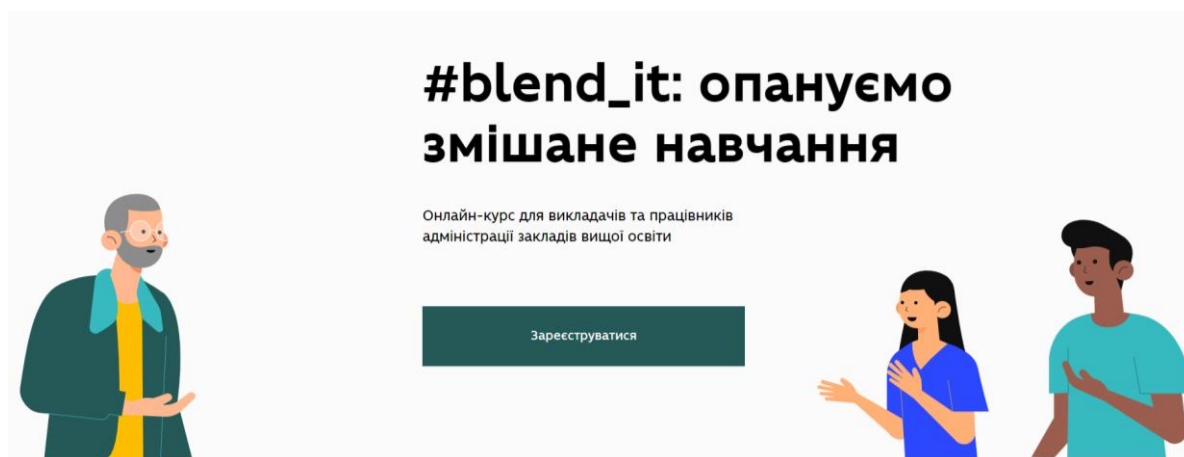 #blend_it: опануємо
змішане навчання
Онлайн-курс для викладачів та працівників
адміністрації закладів вищої освіти
Зареєструватися